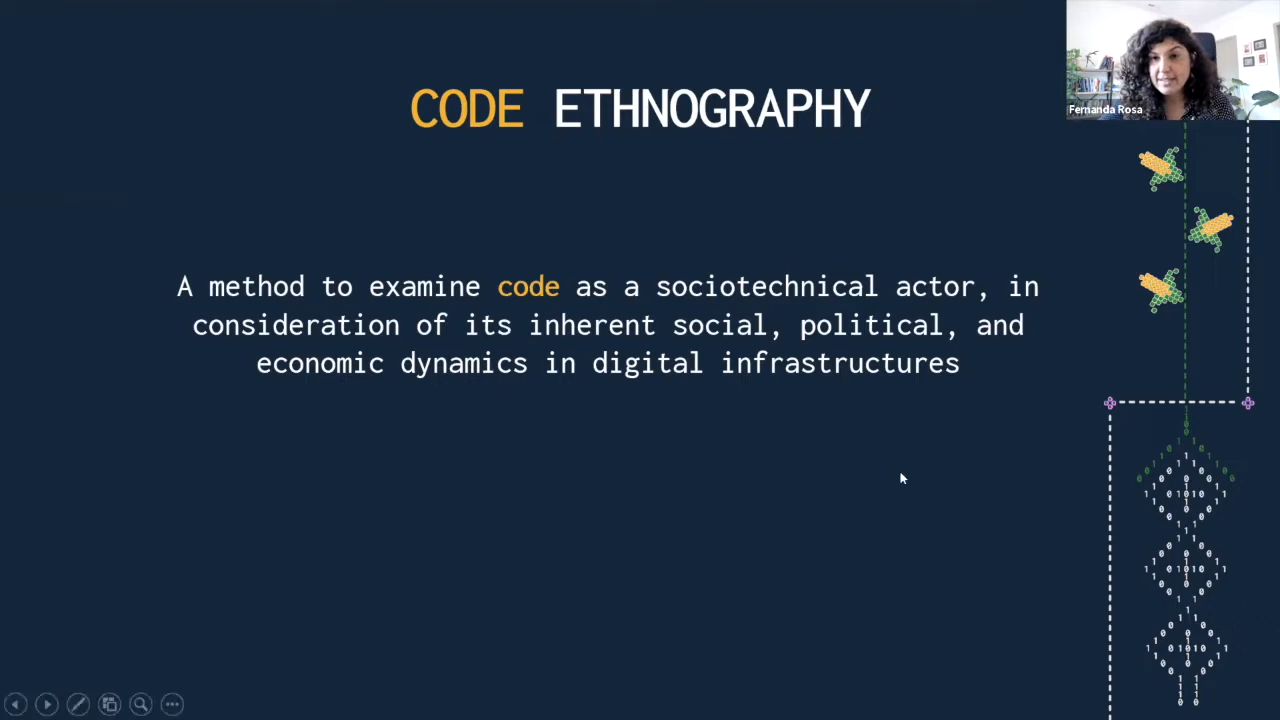 CODE ETHNOGRAPHY
Fernanda Rosa
A method to examine code as a sociotechnical actor, in
consideration of its inherent social, political, and
economic dynamics in digital infrastructures